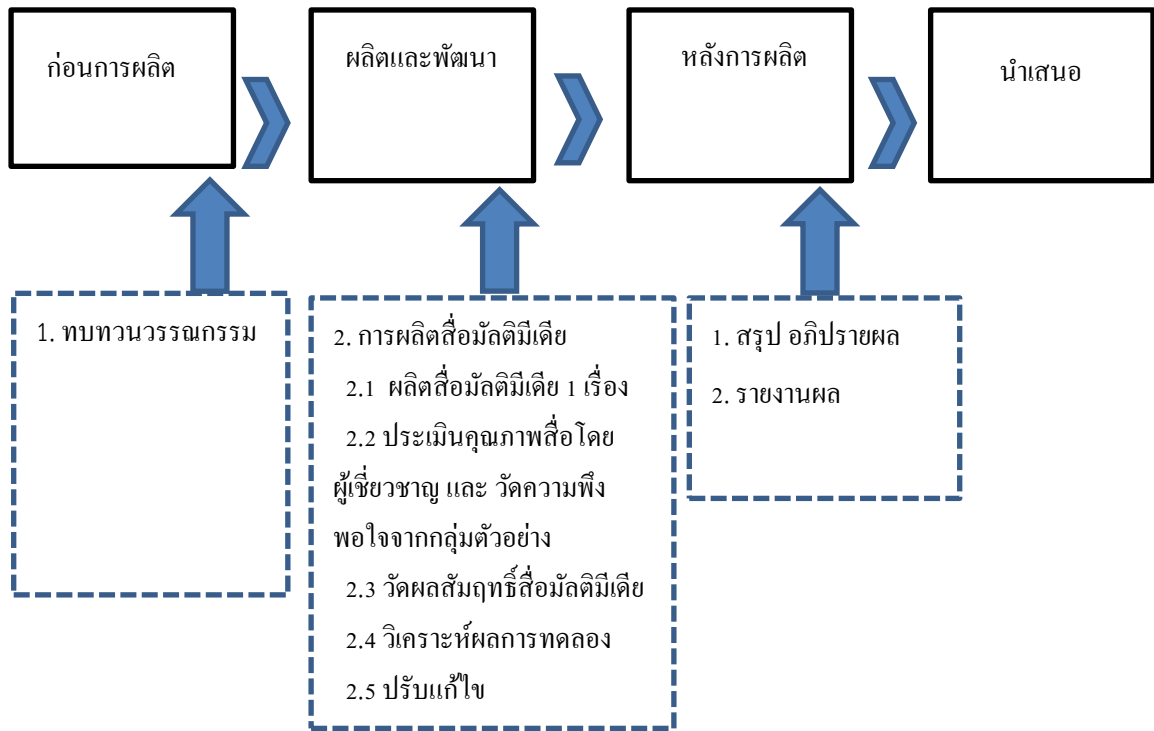 ก่อนการผลิต
ผลิตและพัฒนา
หลังการผลิต
นำเสนอ
1. ทบทวนวรรณกรรม
2. การผลิตสื่อมัลติมีเดีย
2.1 ผลิตสื่อมัลติมีเดีย 1 เรื่อง
2.2 ประเมินคุณภาพสื่อโดย
ผู้เชี่ยวชาญ และ วัดความพึง
พอใจจากกลุ่มตัวอย่าง
2.3 วัดผลสัมฤทธิ์สื่อมัลติมีเดีย
2.4 วิเคราะห์ผลการทดลอง
2.5 ปรับแก้ไข
1. สรุป อภิปรายผล
2. รายงานผล